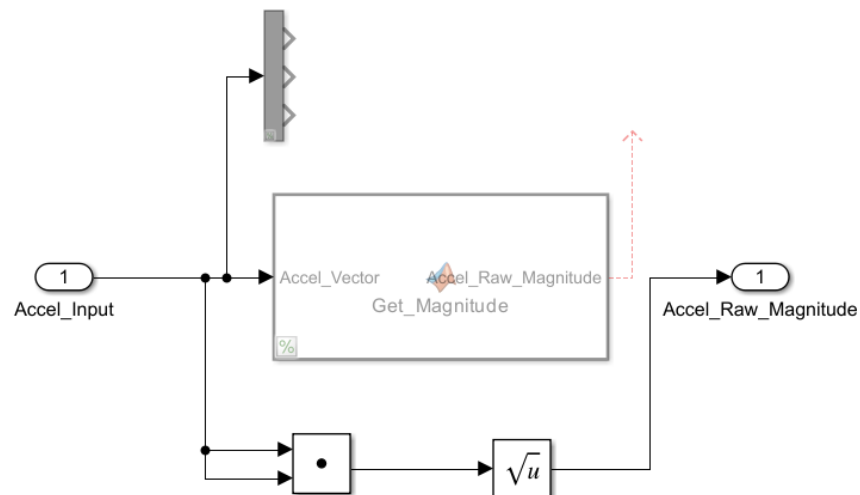 1
Accel_Input
Accel_Vector
Accel_Raw_Magnitude
Get_Magnitude
%
1
Accel_Raw_Magnitude
√u